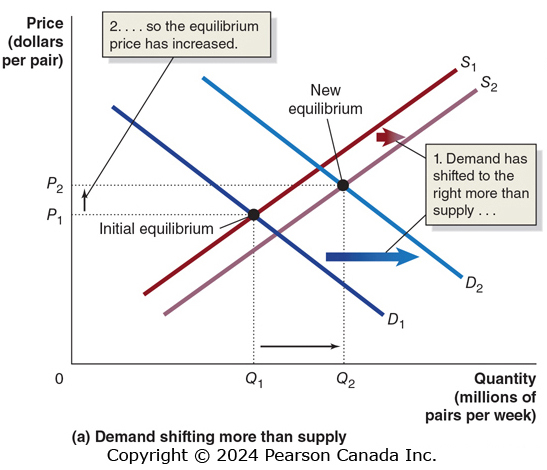 Price
(dollars
per pair)
2. . . . so the equilibrium
price has increased.
S1
S2
New
equilibrium
1. Demand has
shifted to the
right more than
supply . . .
P2
P1
Initial equilibrium
D2
D1
0
Q1
Q2
Quantity
(millions of
pairs per week)
(a) Demand shifting more than supply
Copyright © 2024 Pearson Canada Inc.